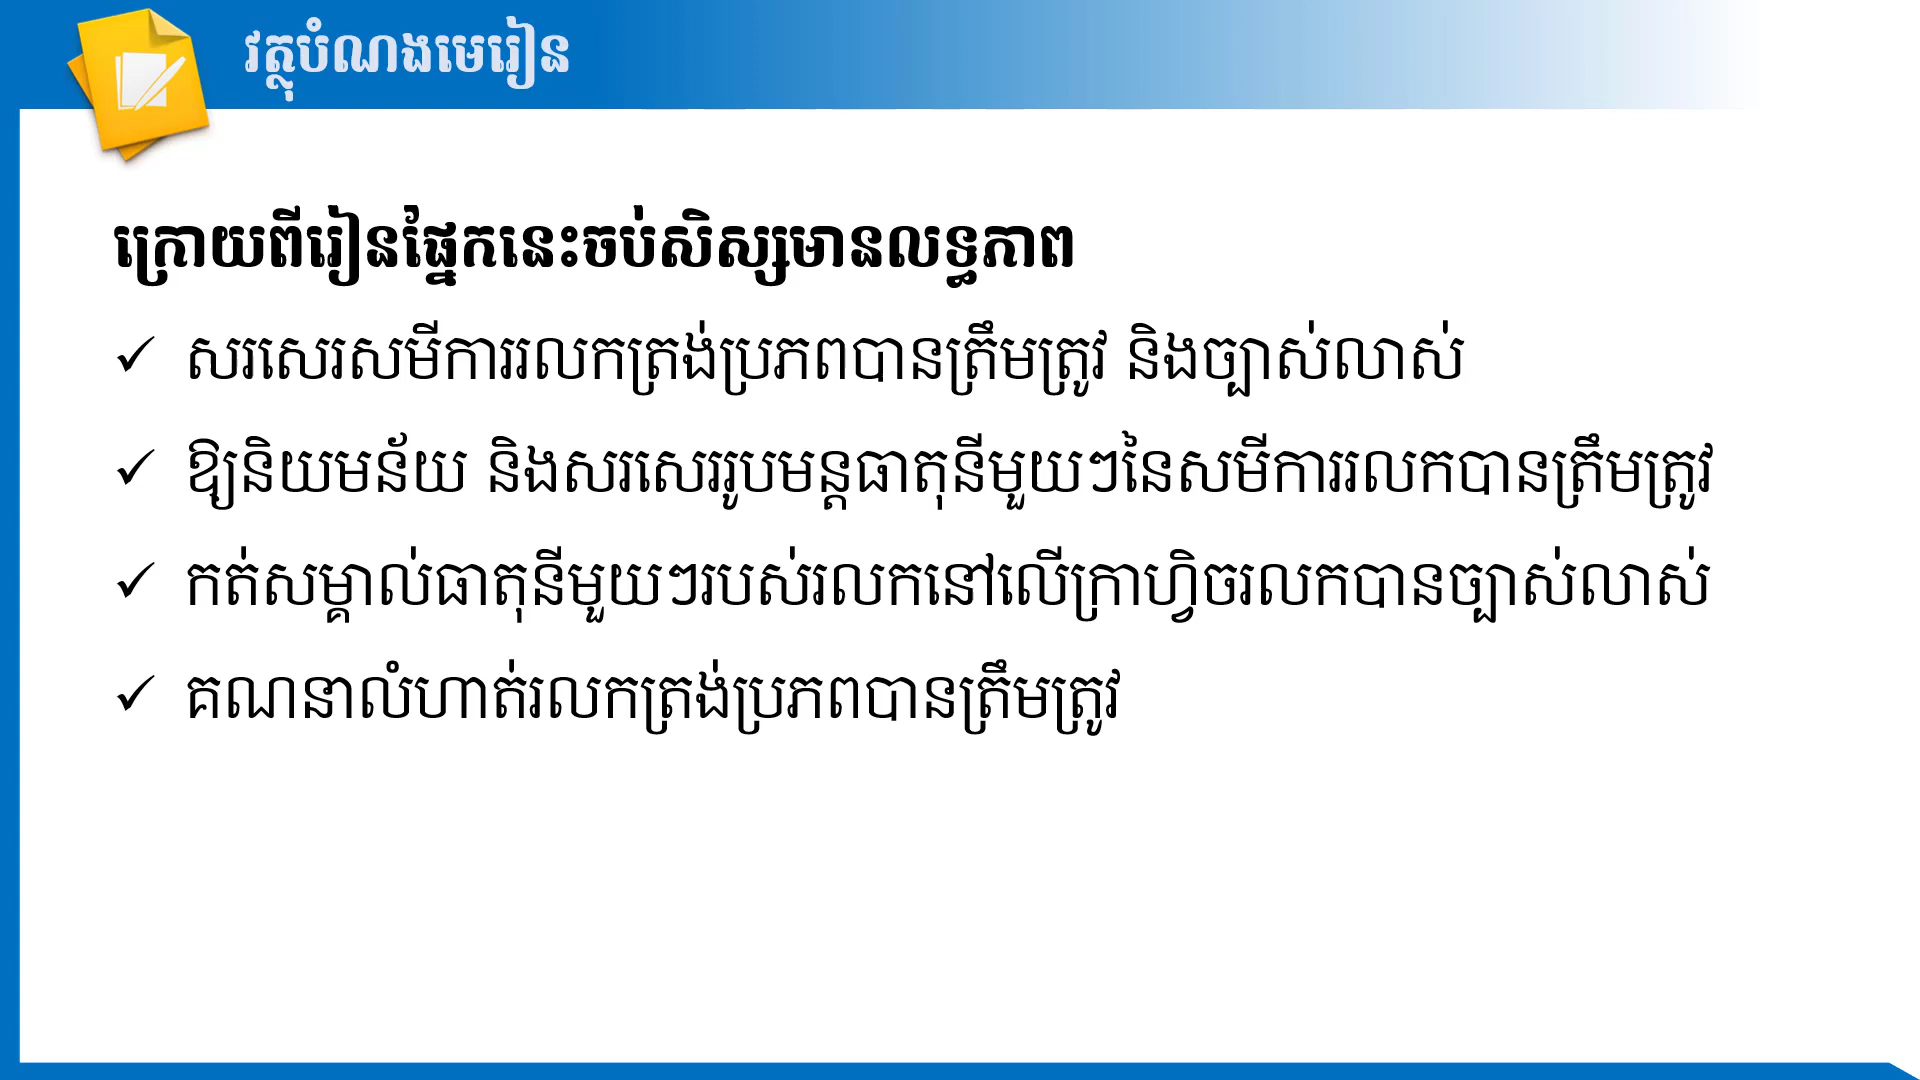 វត្ថុបំណងមេរៀន
ក្រោយពីរៀនផ្នែកនេះចប់សិស្សមានលទ្ធភាព
✓ សរសេរសមីការរលកត្រង់ប្រភពបានត្រឹមត្រូវ និងច្បាស់លាស់
✓ ឱ្យនិយមន័យ និងសរសេររូបមន្តធាតុនីមួយៗនៃសមីការរលកបានត្រឹមត្រូវ
✓ កត់សម្គាល់ធាតុនីមួយៗរបស់រលកនៅលើក្រាហ្វិចរលកបានច្បាស់លាស់
✓ គណនាលំហាត់រលកត្រង់ប្រភពបានត្រឹមត្រូវ